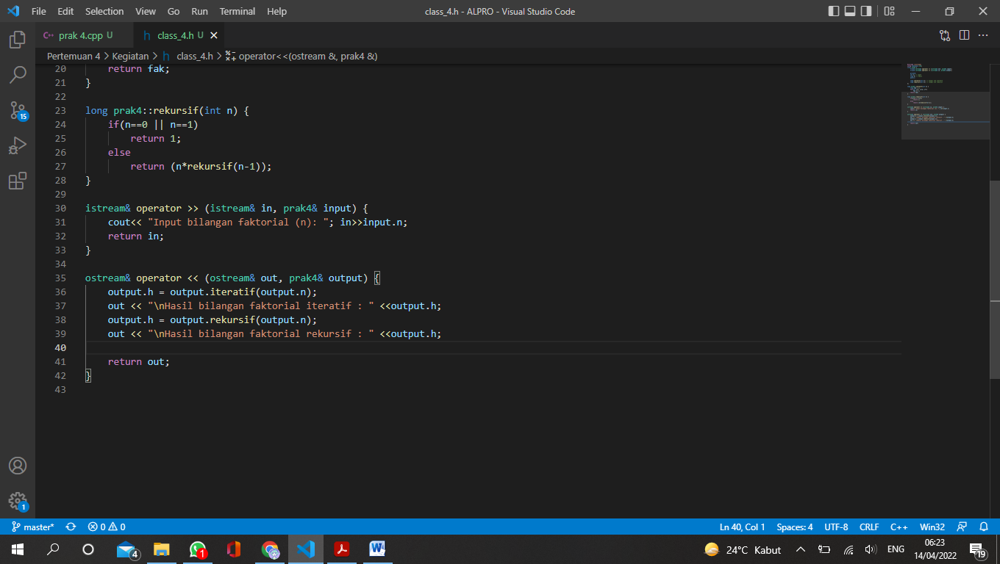 File Edit Selection View Go Run Terminal Help class_4.h - ALPRO - Visual Studio Code
C++ prak 4.cpp U h class_4.h U
Pertemuan 4 > Kegiatan > h class_4.h > operator<<(ostream &, prak4 &)
20 return fak;
21 }
22
23 long prak4::rekursif(int n) {
24 if(n==0 || n==1)
25 return 1;
26 else
27 return (n*rekursif(n-1));
28 }
29
30 istream& operator >> (istream& in, prak4& input) {
31 cout<< "Input bilangan faktorial (n): "; in>>input.n;
32 return in;
33 }
34
35 ostream& operator << (ostream& out, prak4& output) {
36 output.h = output.iteratif(output.n);
37 out << "\nHasil bilangan faktorial iteratif : " <<output.h;
38 output.h = output.rekursif(output.n);
39 out << "\nHasil bilangan faktorial rekursif : " <<output.h;
40
41 return out;
42 }
43
15
1
master* 0 0 Ln 40, Col 1 Spaces: 4 UTF-8 CRLF C++ Win32
4 1 24°C Kabut ENG 06:23
14/04/2022 19